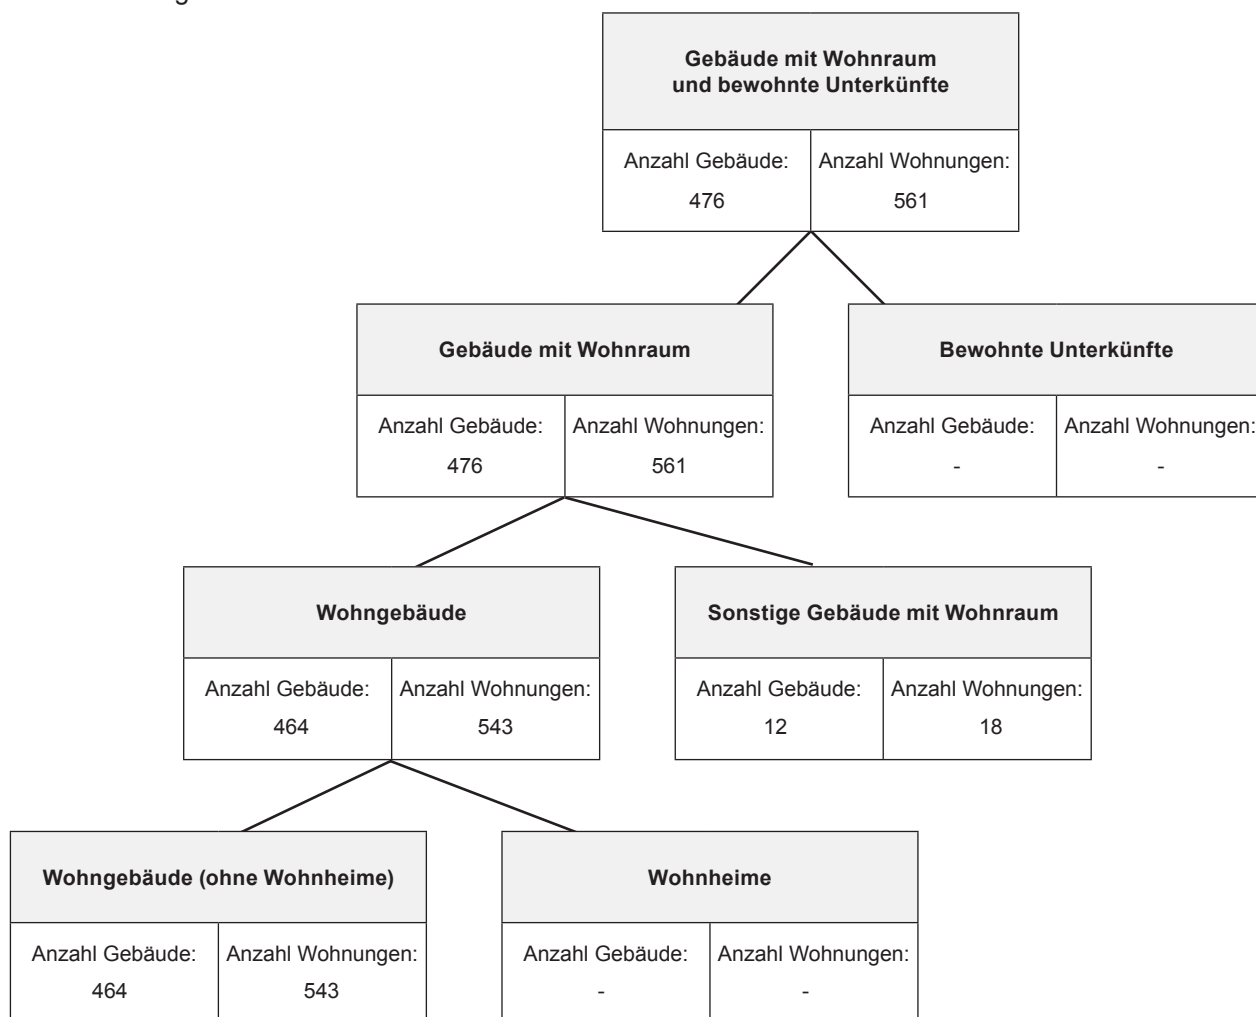 Gebäude mit Wohnraum
und bewohnte Unterkünfte
Anzahl Gebäude: Anzahl Wohnungen:
476 561
Gebäude mit Wohnraum
Anzahl Gebäude: Anzahl Wohnungen:
476 561
Bewohnte Unterkünfte
Anzahl Gebäude: Anzahl Wohnungen:
- -
Wohngebäude
Anzahl Gebäude: Anzahl Wohnungen:
464 543
Sonstige Gebäude mit Wohnraum
Anzahl Gebäude: Anzahl Wohnungen:
12 18
Wohngebäude (ohne Wohnheime)
Anzahl Gebäude: Anzahl Wohnungen:
464 543
Wohnheime
Anzahl Gebäude: Anzahl Wohnungen:
- -